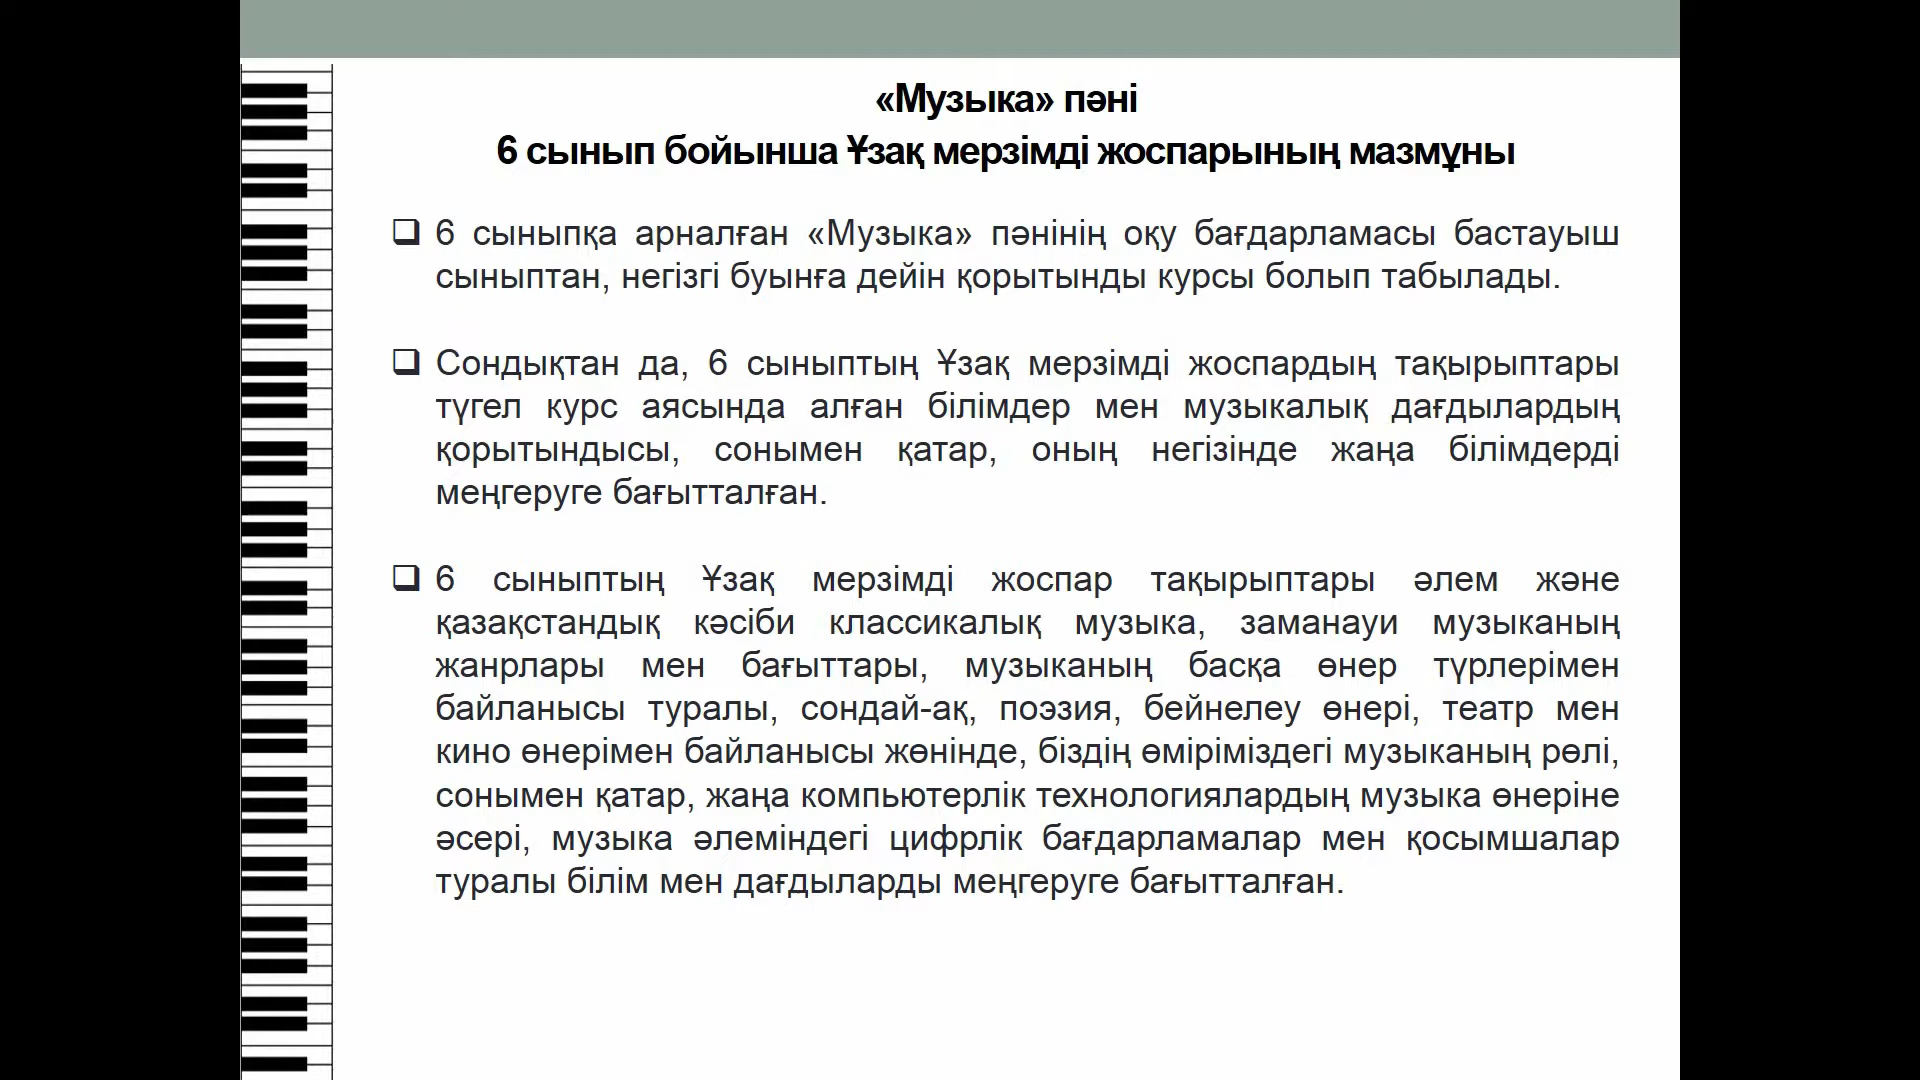 «Музыка» пәні
6 сынып бойынша Ұзақ мерзімді жоспарының мазмұны
❑ 6 сыныпқа арналған «Музыка» пәнінің оқу бағдарламасы бастауыш
сыныптан, негізгі буынға дейін қорытынды курсы болып табылады.
❑ Сондықтан да, 6 сыныптың Ұзақ мерзімді жоспардың тақырыптары
түгел курс аясында алған білімдер мен музыкалық дағдылардың
қорытындысы, сонымен қатар, оның негізінде жаңа білімдерді
меңгеруге бағытталған.
❑ 6 сыныптың Ұзақ мерзімді жоспар тақырыптары әлем және
қазақстандық кәсіби классикалық музыка, заманауи музыканың
жанрлары мен бағыттары, музыканың басқа өнер түрлерімен
байланысы туралы, сондай-ақ, поэзия, бейнелеу өнері, театр мен
кино өнерімен байланысы жөнінде, біздің өміріміздегі музыканың рөлі,
сонымен қатар, жаңа компьютерлік технологиялардың музыка өнеріне
әсері, музыка әлеміндегі цифрлік бағдарламалар мен қосымшалар
туралы білім мен дағдыларды меңгеруге бағытталған.